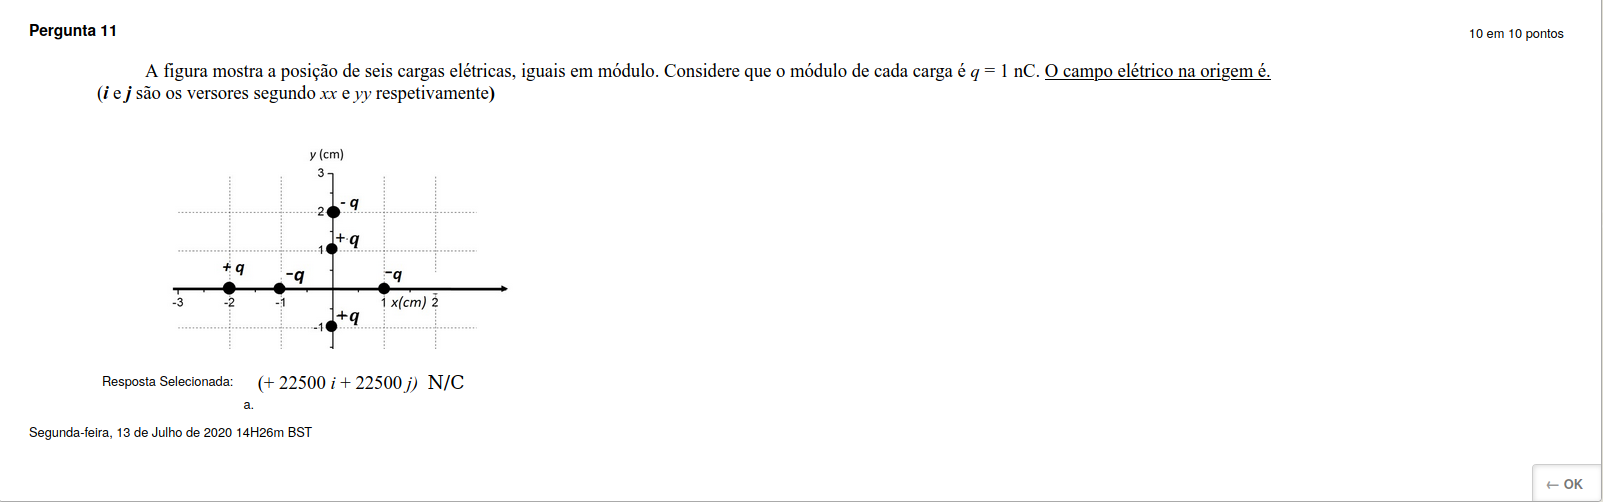 Pergunta 11
10 em 10 pontos
A figura mostra a posição de seis cargas elétricas, iguais em módulo. Considere que o módulo de cada carga é q = 1 nC. O campo elétrico na origem é.
(i e j são os versores segundo xx e yy respetivamente)
y (cm)
3
- q
2
+ q
1
+ q
-q
-q
-3
-2
-1
1 x(cm) 2
+q
-1
Resposta Selecionada: (+ 22500 i + 22500 j) N/C
a.
Segunda-feira, 13 de Julho de 2020 14H26m BST
← OK